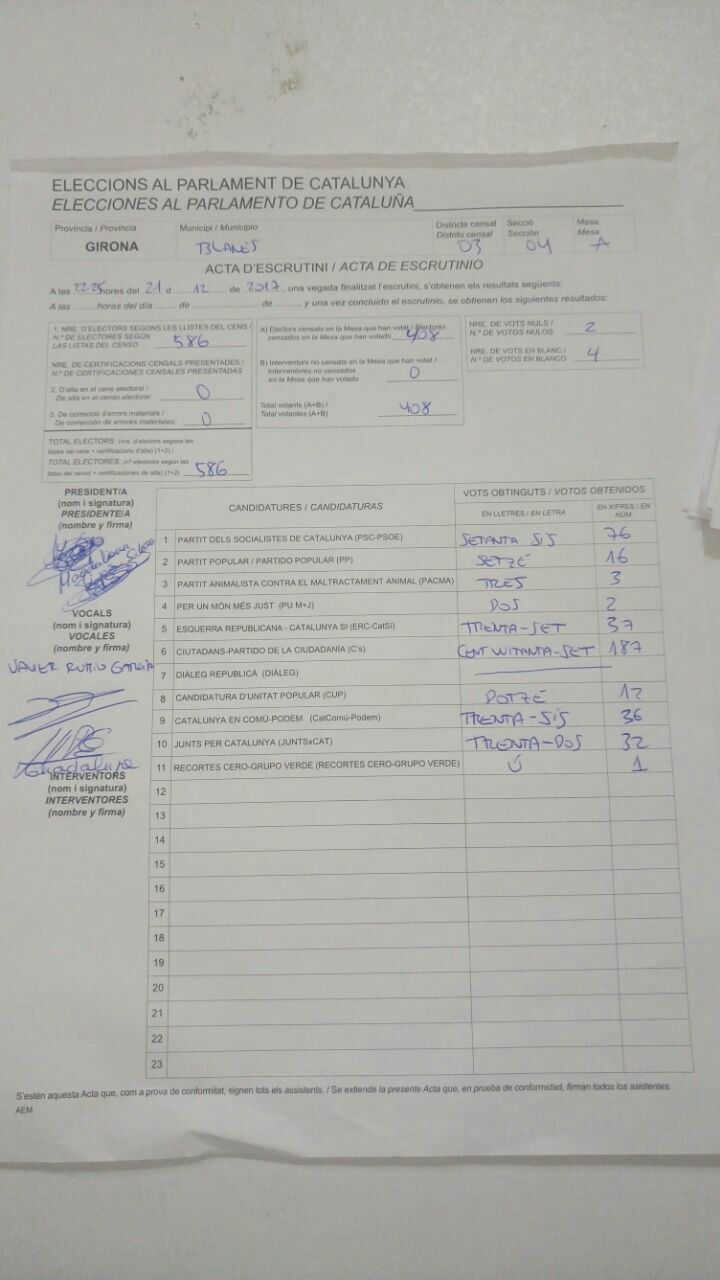 ELECCIONS AL PARLAMENT DE CATALUNYA
ELECCIONES AL PARLAMENTO DE CATALUÑA
Provincia / Provincia Municipi / Municipio Districte censal Secció Mesa
Distrito censal Sección Mesa
GIRONA BLANES 03 04 A
ACTA D'ESCRUTINI / ACTA DE ESCRUTINIO
A les 22:25 hores del 21 d 12 de 2017, una vegada finalitzat l'escrutini, s'obtenen els resultats següents:
A las ............horas del día ........ de ........................ de .........., y una vez concluido el escrutinio, se obtienen los siguientes resultados:
1. NRE. D'ELECTORS SEGONS LES LLISTES DEL CENS /
N.º DE ELECTORES SEGÚN
LAS LISTAS DEL CENSO 586
NRE. DE CERTIFICACIONS CENSALS PRESENTADES /
N.º DE CERTIFICACIONES CENSALES PRESENTADAS
2. D'alta en el cens electoral /
De alta en el censo electoral: 0
3. De correcció d'errors materials /
De corrección de errores materiales: 0
TOTAL ELECTORS: (nre. d'electors segons les
llistes del cens + certificacions d'alta) (1+2) /
TOTAL ELECTORES: (nº electores según las
listas del censo + certificaciones de alta) (1+2) 586
A) Electors censats en la Mesa que han votat / Electores
censados en la Mesa que han votado 408
B) Interventors no censats en la Mesa que han votat /
Interventores no censados
en la Mesa que han votado 0
Total votants (A+B) /
Total votantes (A+B) 408
NRE. DE VOTS NULS /
N.º DE VOTOS NULOS 2
NRE. DE VOTS EN BLANC /
N.º DE VOTOS EN BLANCO 4
PRESIDENT/A
(nom i signatura)
PRESIDENTE/A
(nombre y firma)
VOCALS
(nom i signatura)
VOCALES
(nombre y firma)
JAVIER RUBIO GARCIA
Guadalupe
INTERVENTORS
(nom i signatura)
INTERVENTORES
(nombre y firma)
CANDIDATURES / CANDIDATURAS VOTS OBTINGUTS / VOTOS OBTENIDOS
EN LLETRES / EN LETRA EN XIFRES / EN NÚM.
1 PARTIT DELS SOCIALISTES DE CATALUNYA (PSC-PSOE) SETANTA SIS 76
2 PARTIT POPULAR / PARTIDO POPULAR (PP) SETZE 16
3 PARTIT ANIMALISTA CONTRA EL MALTRACTAMENT ANIMAL (PACMA) TRES 3
4 PER UN MÓN MÉS JUST (PU M+J) DOS 2
5 ESQUERRA REPUBLICANA - CATALUNYA SI (ERC-CatSí) TRENTA-SET 37
6 CIUTADANS-PARTIDO DE LA CIUDADANÍA (C's) CENT WITANTA-SET 187
7 DIÀLEG REPUBLICÀ (DIÀLEG)
8 CANDIDATURA D'UNITAT POPULAR (CUP) DOTZE 12
9 CATALUNYA EN COMÚ-PODEM (CatComú-Podem) TRENTA-SIS 36
10 JUNTS PER CATALUNYA (JUNTSxCAT) TRENTA-DOS 32
11 RECORTES CERO-GRUPO VERDE (RECORTES CERO-GRUPO VERDE) Ú 1
12
13
14
15
16
17
18
19
20
21
22
23
S'estén aquesta Acta que, com a prova de conformitat, signen tots els assistents. / Se extiende la presente Acta que, en prueba de conformidad, firman todos los asistentes.
AEM